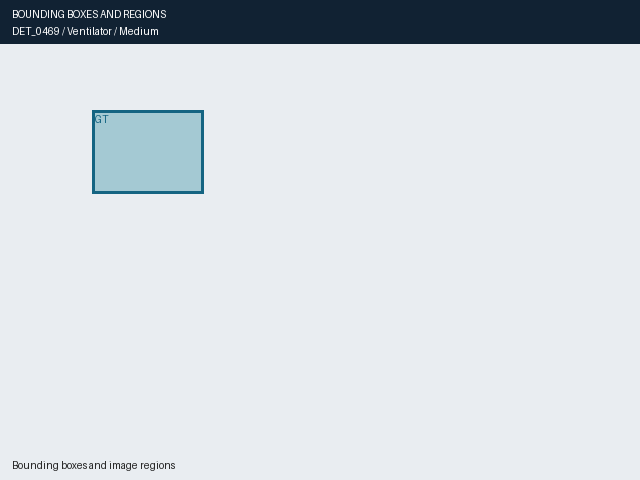 BOUNDING BOXES AND REGIONS
DET_0469 / Ventilator / Medium
GT
Bounding boxes and image regions